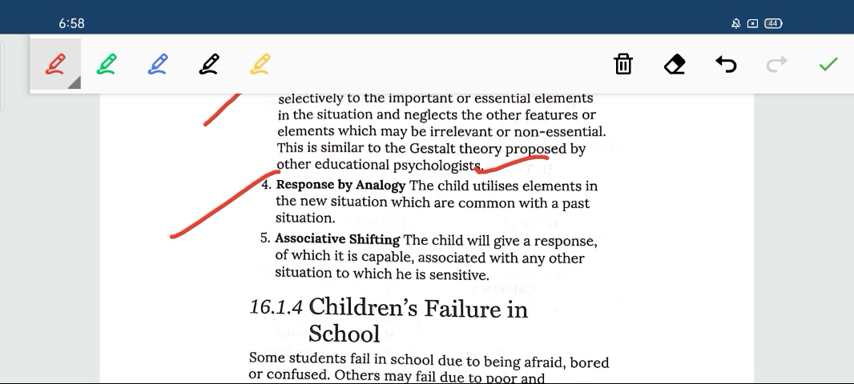 6:58
44
selectively to the important or essential elements
in the situation and neglects the other features or
elements which may be irrelevant or non-essential.
This is similar to the Gestalt theory proposed by
other educational psychologists.
4. Response by Analogy The child utilises elements in
the new situation which are common with a past
situation.
5. Associative Shifting The child will give a response,
of which it is capable, associated with any other
situation to which he is sensitive.
16.1.4 Children's Failure in
School
Some students fail in school due to being afraid, bored
or confused. Others may fail due to poor and